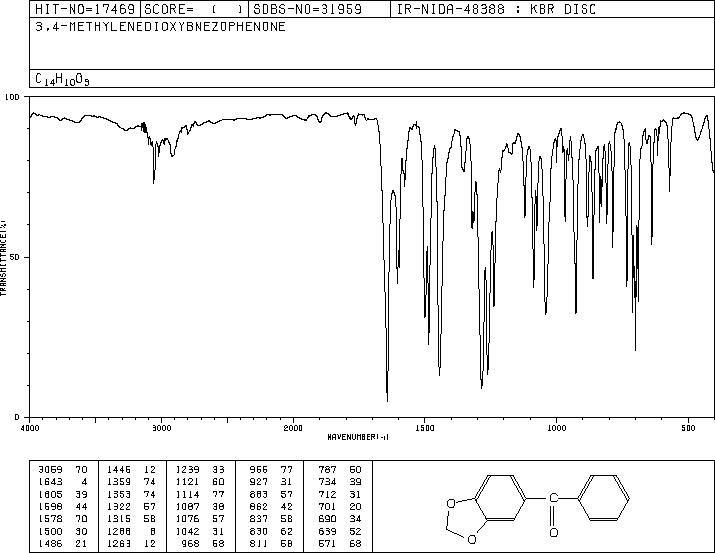 HIT-NO=17469 SCORE= ( ) SDBS-NO=31959 IR-NIDA-48388 : KBR DISC
3,4-METHYLENEDIOXYBNEZOPHENONE
C14H10O3
100
50
0
TRANSMITTANCE(%)
4000 3000 2000 1500 1000 500
WAVENUMBER(-1)
3069 70 1446 12 1239 33 966 77 787 50
1643 4 1359 74 1121 60 927 31 734 39
1605 39 1353 74 1114 77 883 57 712 31
1598 44 1322 57 1087 38 862 42 701 20
1578 70 1315 58 1076 57 837 58 690 34
1500 30 1288 8 1042 31 830 62 639 52
1486 21 1263 12 968 58 811 58 571 68
O
O
C
O